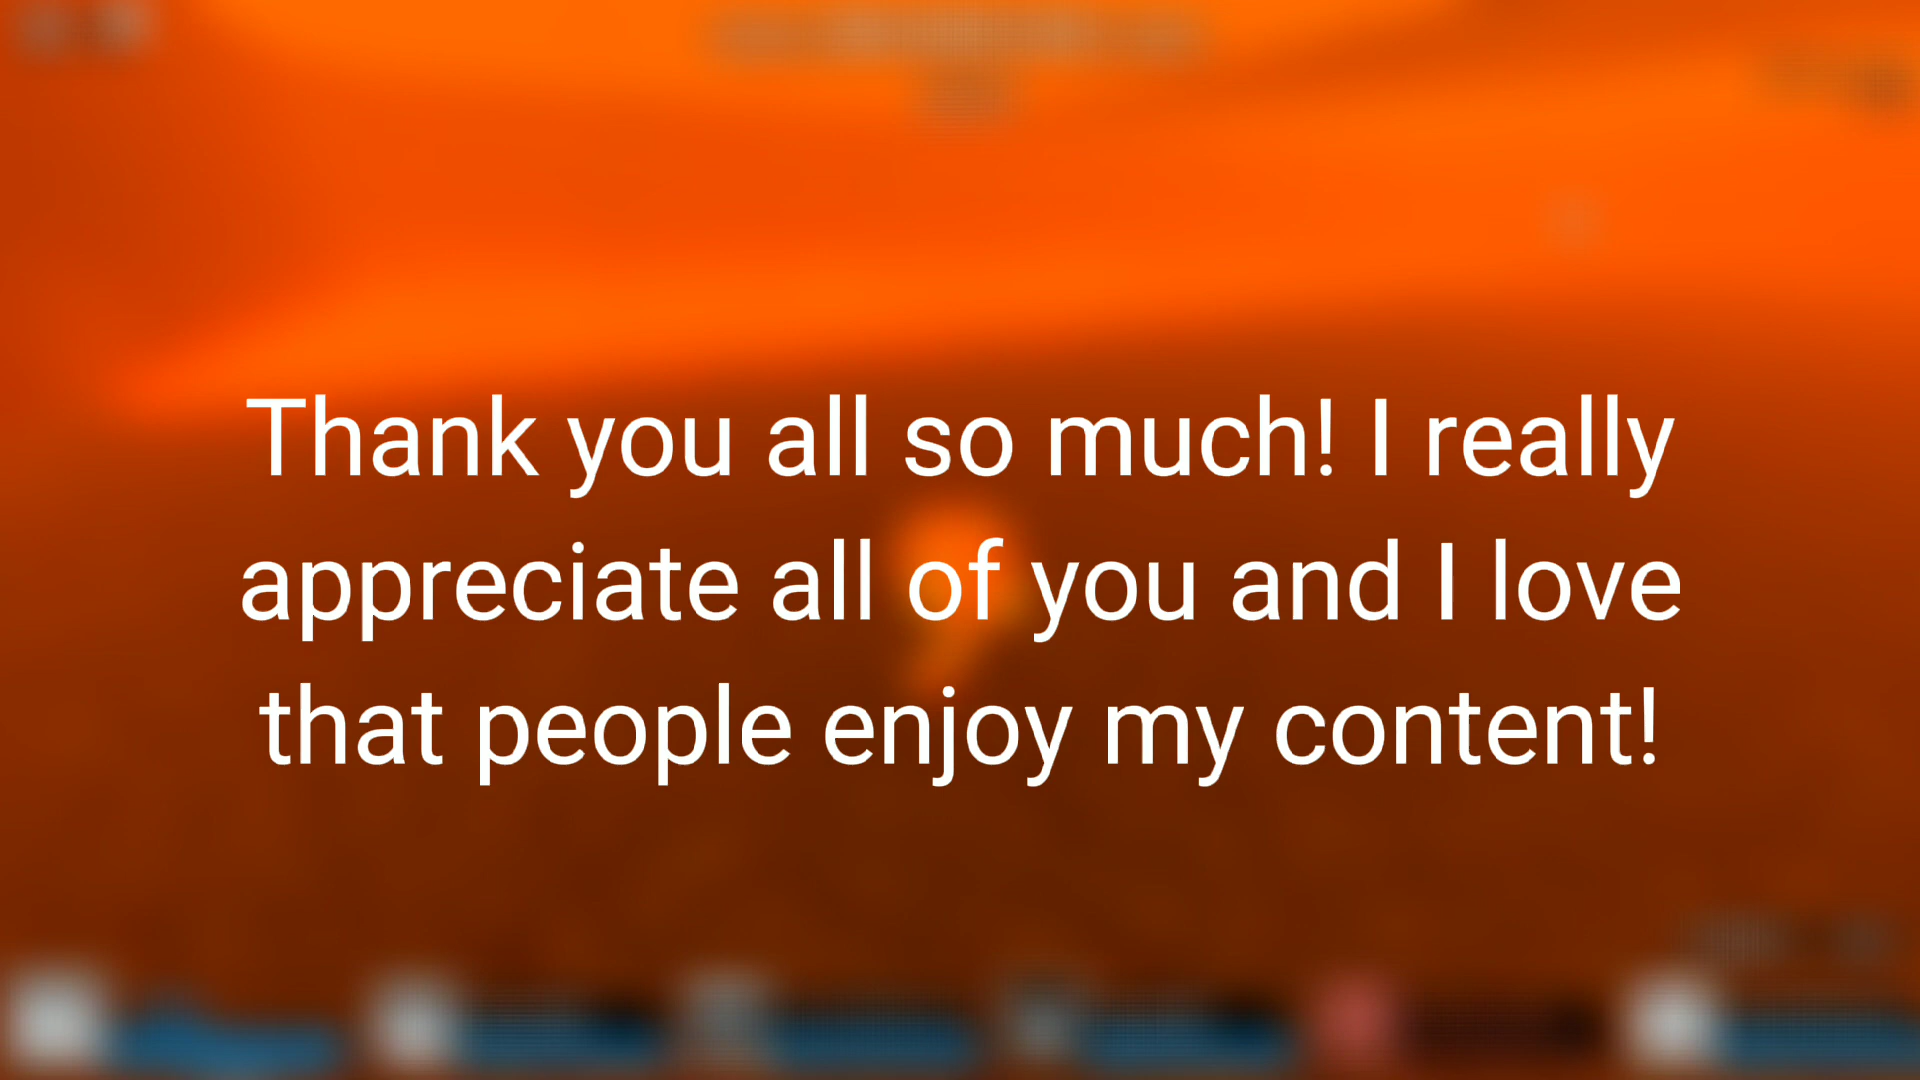 Thank you all so much! I really
appreciate all of you and I love
that people enjoy my content!